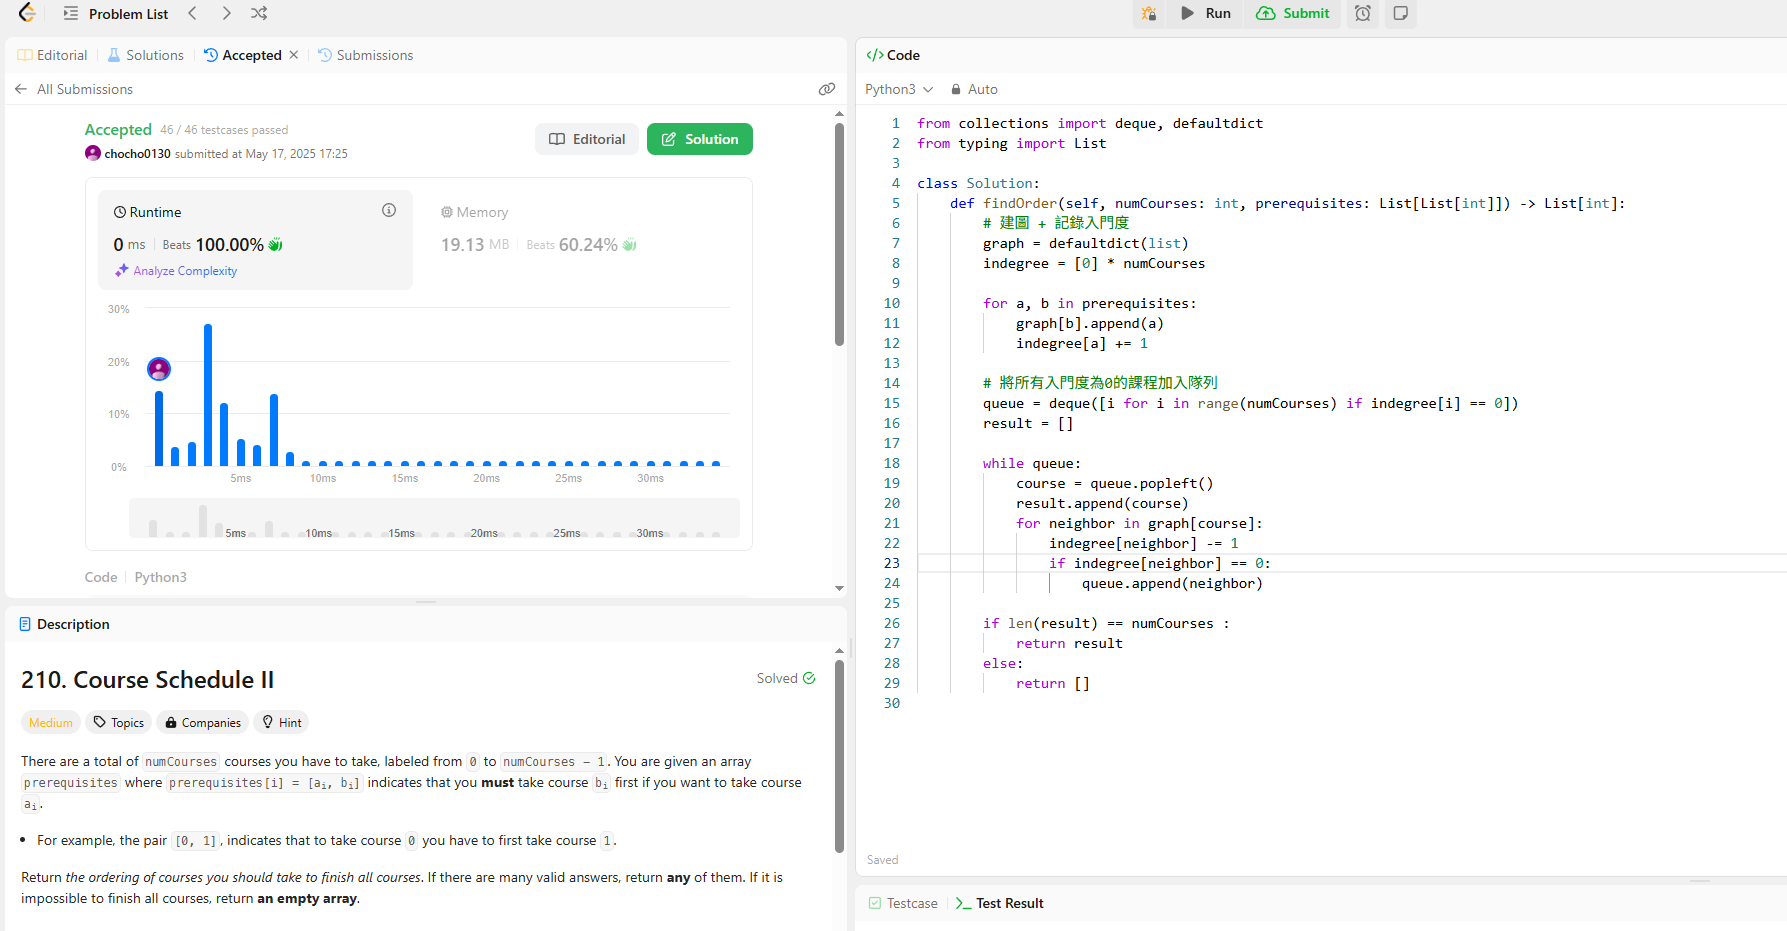 Problem List
Run
Submit
Editorial
Solutions
Accepted
Submissions
All Submissions
Accepted 46 / 46 testcases passed
chocho0130 submitted at May 17, 2025 17:25
Editorial
Solution
Runtime
0 ms Beats 100.00%
Analyze Complexity
Memory
19.13 MB Beats 60.24%
30%
20%
10%
0%
5ms 10ms 15ms 20ms 25ms 30ms
5ms 10ms 15ms 20ms 25ms 30ms
Code Python3
Description
210. Course Schedule II
Solved
Medium Topics Companies Hint
There are a total of numCourses courses you have to take, labeled from 0 to numCourses - 1. You are given an array
prerequisites where prerequisites[i] = [ai, bi] indicates that you must take course bi first if you want to take course
ai.
For example, the pair [0, 1], indicates that to take course 0 you have to first take course 1.
Return the ordering of courses you should take to finish all courses. If there are many valid answers, return any of them. If it is
impossible to finish all courses, return an empty array.
</> Code
Python3 Auto
1 from collections import deque, defaultdict
2 from typing import List
3
4 class Solution:
5     def findOrder(self, numCourses: int, prerequisites: List[List[int]]) -> List[int]:
6         # 建圖 + 記錄入門度
7         graph = defaultdict(list)
8         indegree = [0] * numCourses
9
10         for a, b in prerequisites:
11             graph[b].append(a)
12             indegree[a] += 1
13
14         # 將所有入門度為0的課程加入隊列
15         queue = deque([i for i in range(numCourses) if indegree[i] == 0])
16         result = []
17
18         while queue:
19             course = queue.popleft()
20             result.append(course)
21             for neighbor in graph[course]:
22                 indegree[neighbor] -= 1
23                 if indegree[neighbor] == 0:
24                     queue.append(neighbor)
25
26         if len(result) == numCourses :
27             return result
28         else:
29             return []
30
Saved
Testcase
Test Result